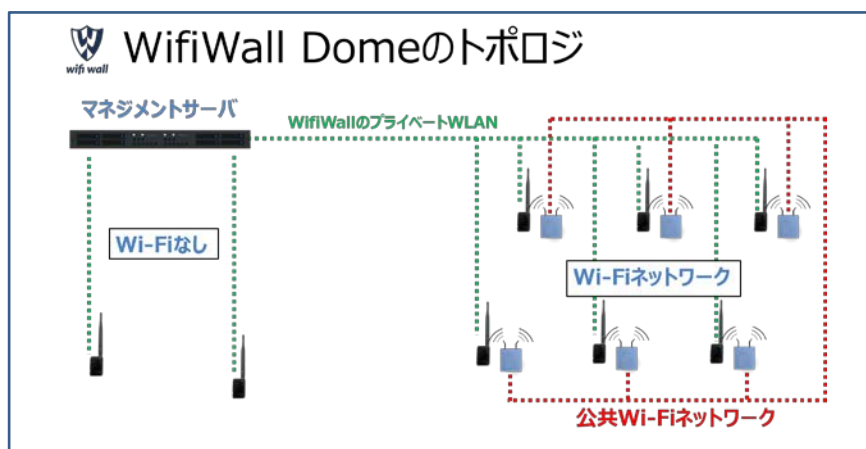 WifiWall Domeのトポロジ
wifi wall
マネジメントサーバ
WifiWallのプライベートWLAN
Wi-Fiなし
Wi-Fiネットワーク
公共Wi-Fiネットワーク